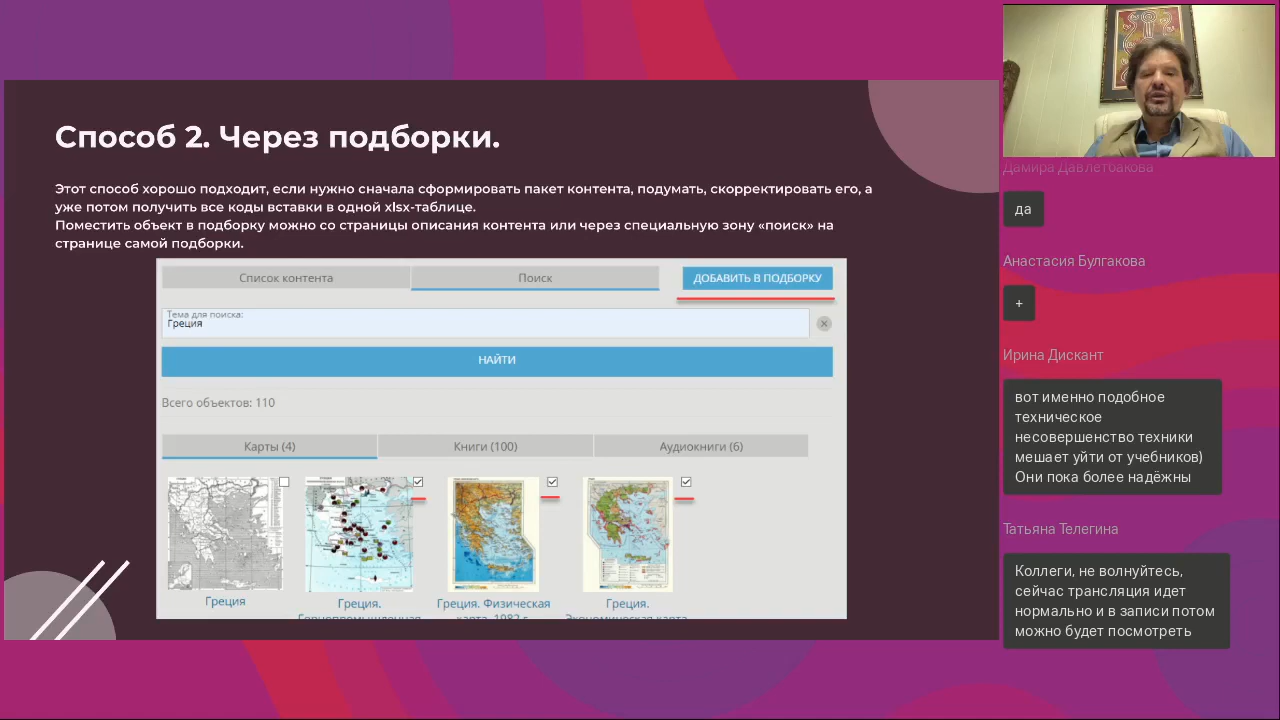 Способ 2. Через подборки.
Этот способ хорошо подходит, если нужно сначала сформировать пакет контента, подумать, скорректировать его, а
уже потом получить все коды вставки в одной xlsx-таблице.
Поместить объект в подборку можно со страницы описания контента или через специальную зону «поиск» на
странице самой подборки.
Список контента
Поиск
ДОБАВИТЬ В ПОДБОРКУ
Тема для поиска:
Греция
НАЙТИ
Всего объектов: 110
Карты (4)
Книги (100)
Аудиокниги (6)
Греция
Греция.
Горнопромышленная
Греция. Физическая
карта, 1982 г.
Греция.
Экономическая карта
Дамира Давлетбакова
да
Анастасия Булгакова
+
Ирина Дискант
вот именно подобное
техническое
несовершенство техники
мешает уйти от учебников)
Они пока более надёжны
Татьяна Телегина
Коллеги, не волнуйтесь,
сейчас трансляция идет
нормально и в записи потом
можно будет посмотреть